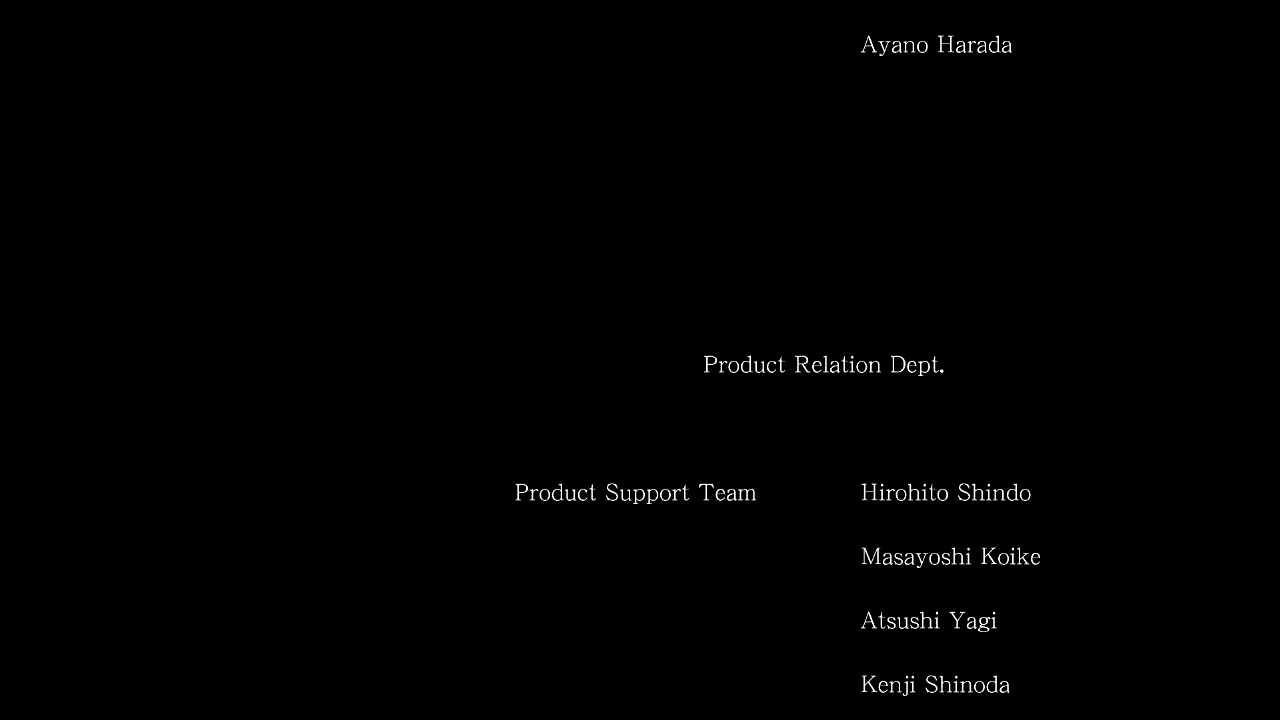 Ayano Harada
Product Relation Dept.
Product Support Team Hirohito Shindo
Masayoshi Koike
Atsushi Yagi
Kenji Shinoda